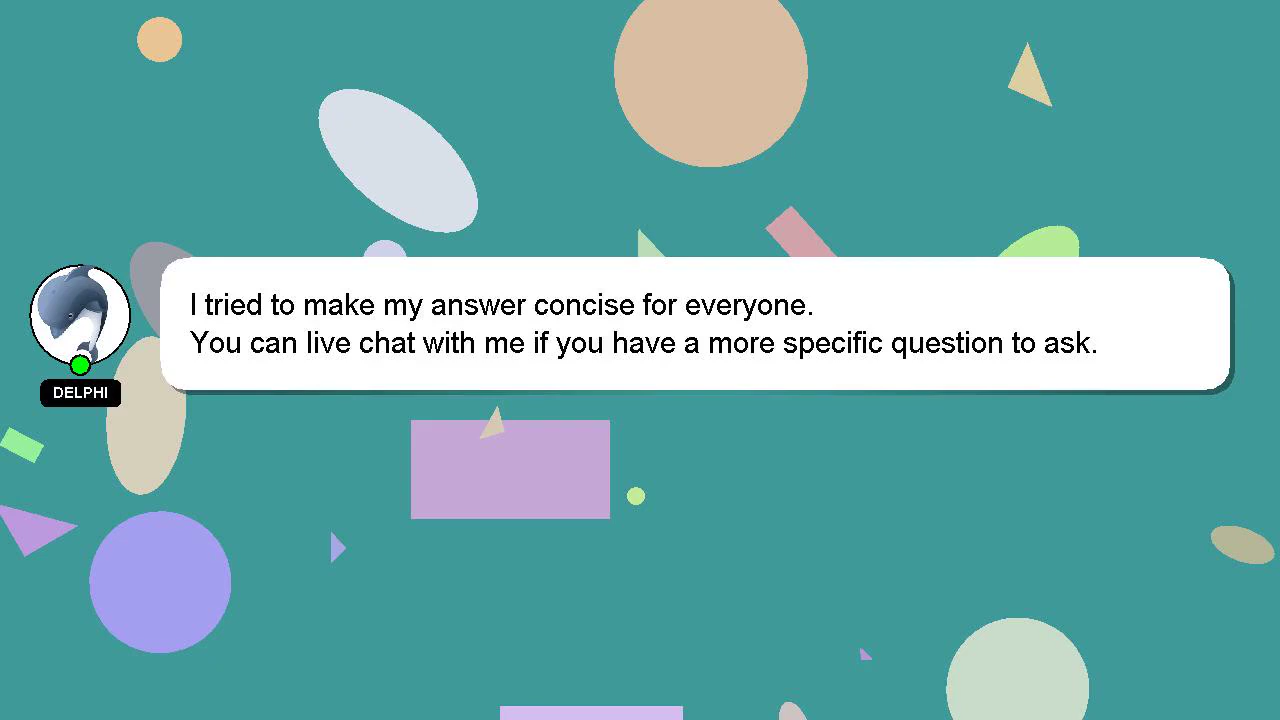 I tried to make my answer concise for everyone.
You can live chat with me if you have a more specific question to ask.
DELPHI